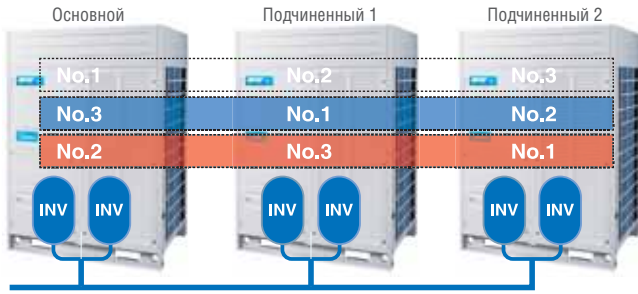 Основной Подчиненный 1 Подчиненный 2
No.1 No.2 No.3
No.3 No.1 No.2
No.2 No.3 No.1
INV INV INV INV INV INV